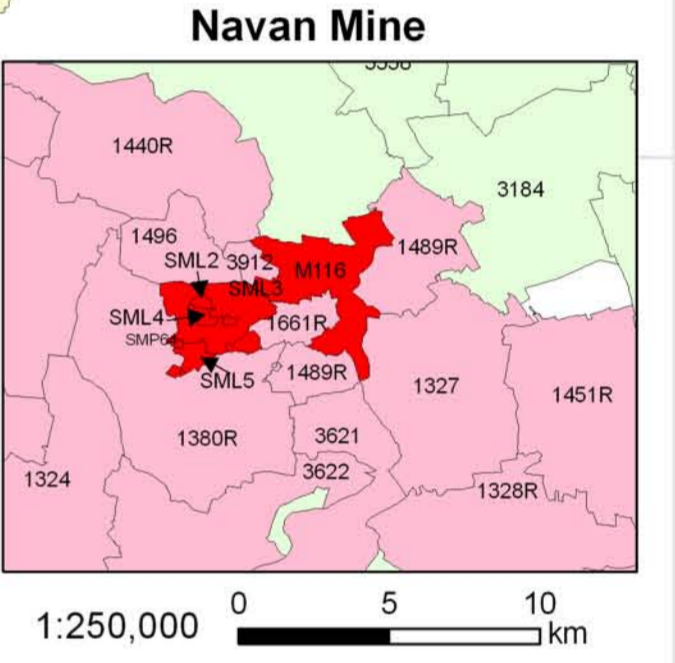 Navan Mine
1440R
3184
1496
1489R
SML2
3912
M116
SML3
SML4
1661R
SML5
1489R
1327
1451R
1380R
3621
3622
1324
1328R
0 5 10
1:250,000
km